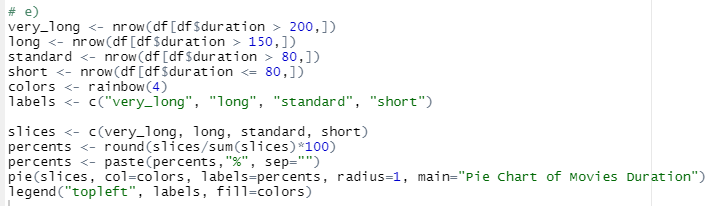 # e)
very_long <- nrow(df[df$duration > 200,])
long <- nrow(df[df$duration > 150,])
standard <- nrow(df[df$duration > 80,])
short <- nrow(df[df$duration <= 80,])
colors <- rainbow(4)
labels <- c("very_long", "long", "standard", "short")
slices <- c(very_long, long, standard, short)
percents <- round(slices/sum(slices)*100)
percents <- paste(percents,"%", sep="")
pie(slices, col=colors, labels=percents, radius=1, main="Pie Chart of Movies Duration")
legend("topleft", labels, fill=colors)